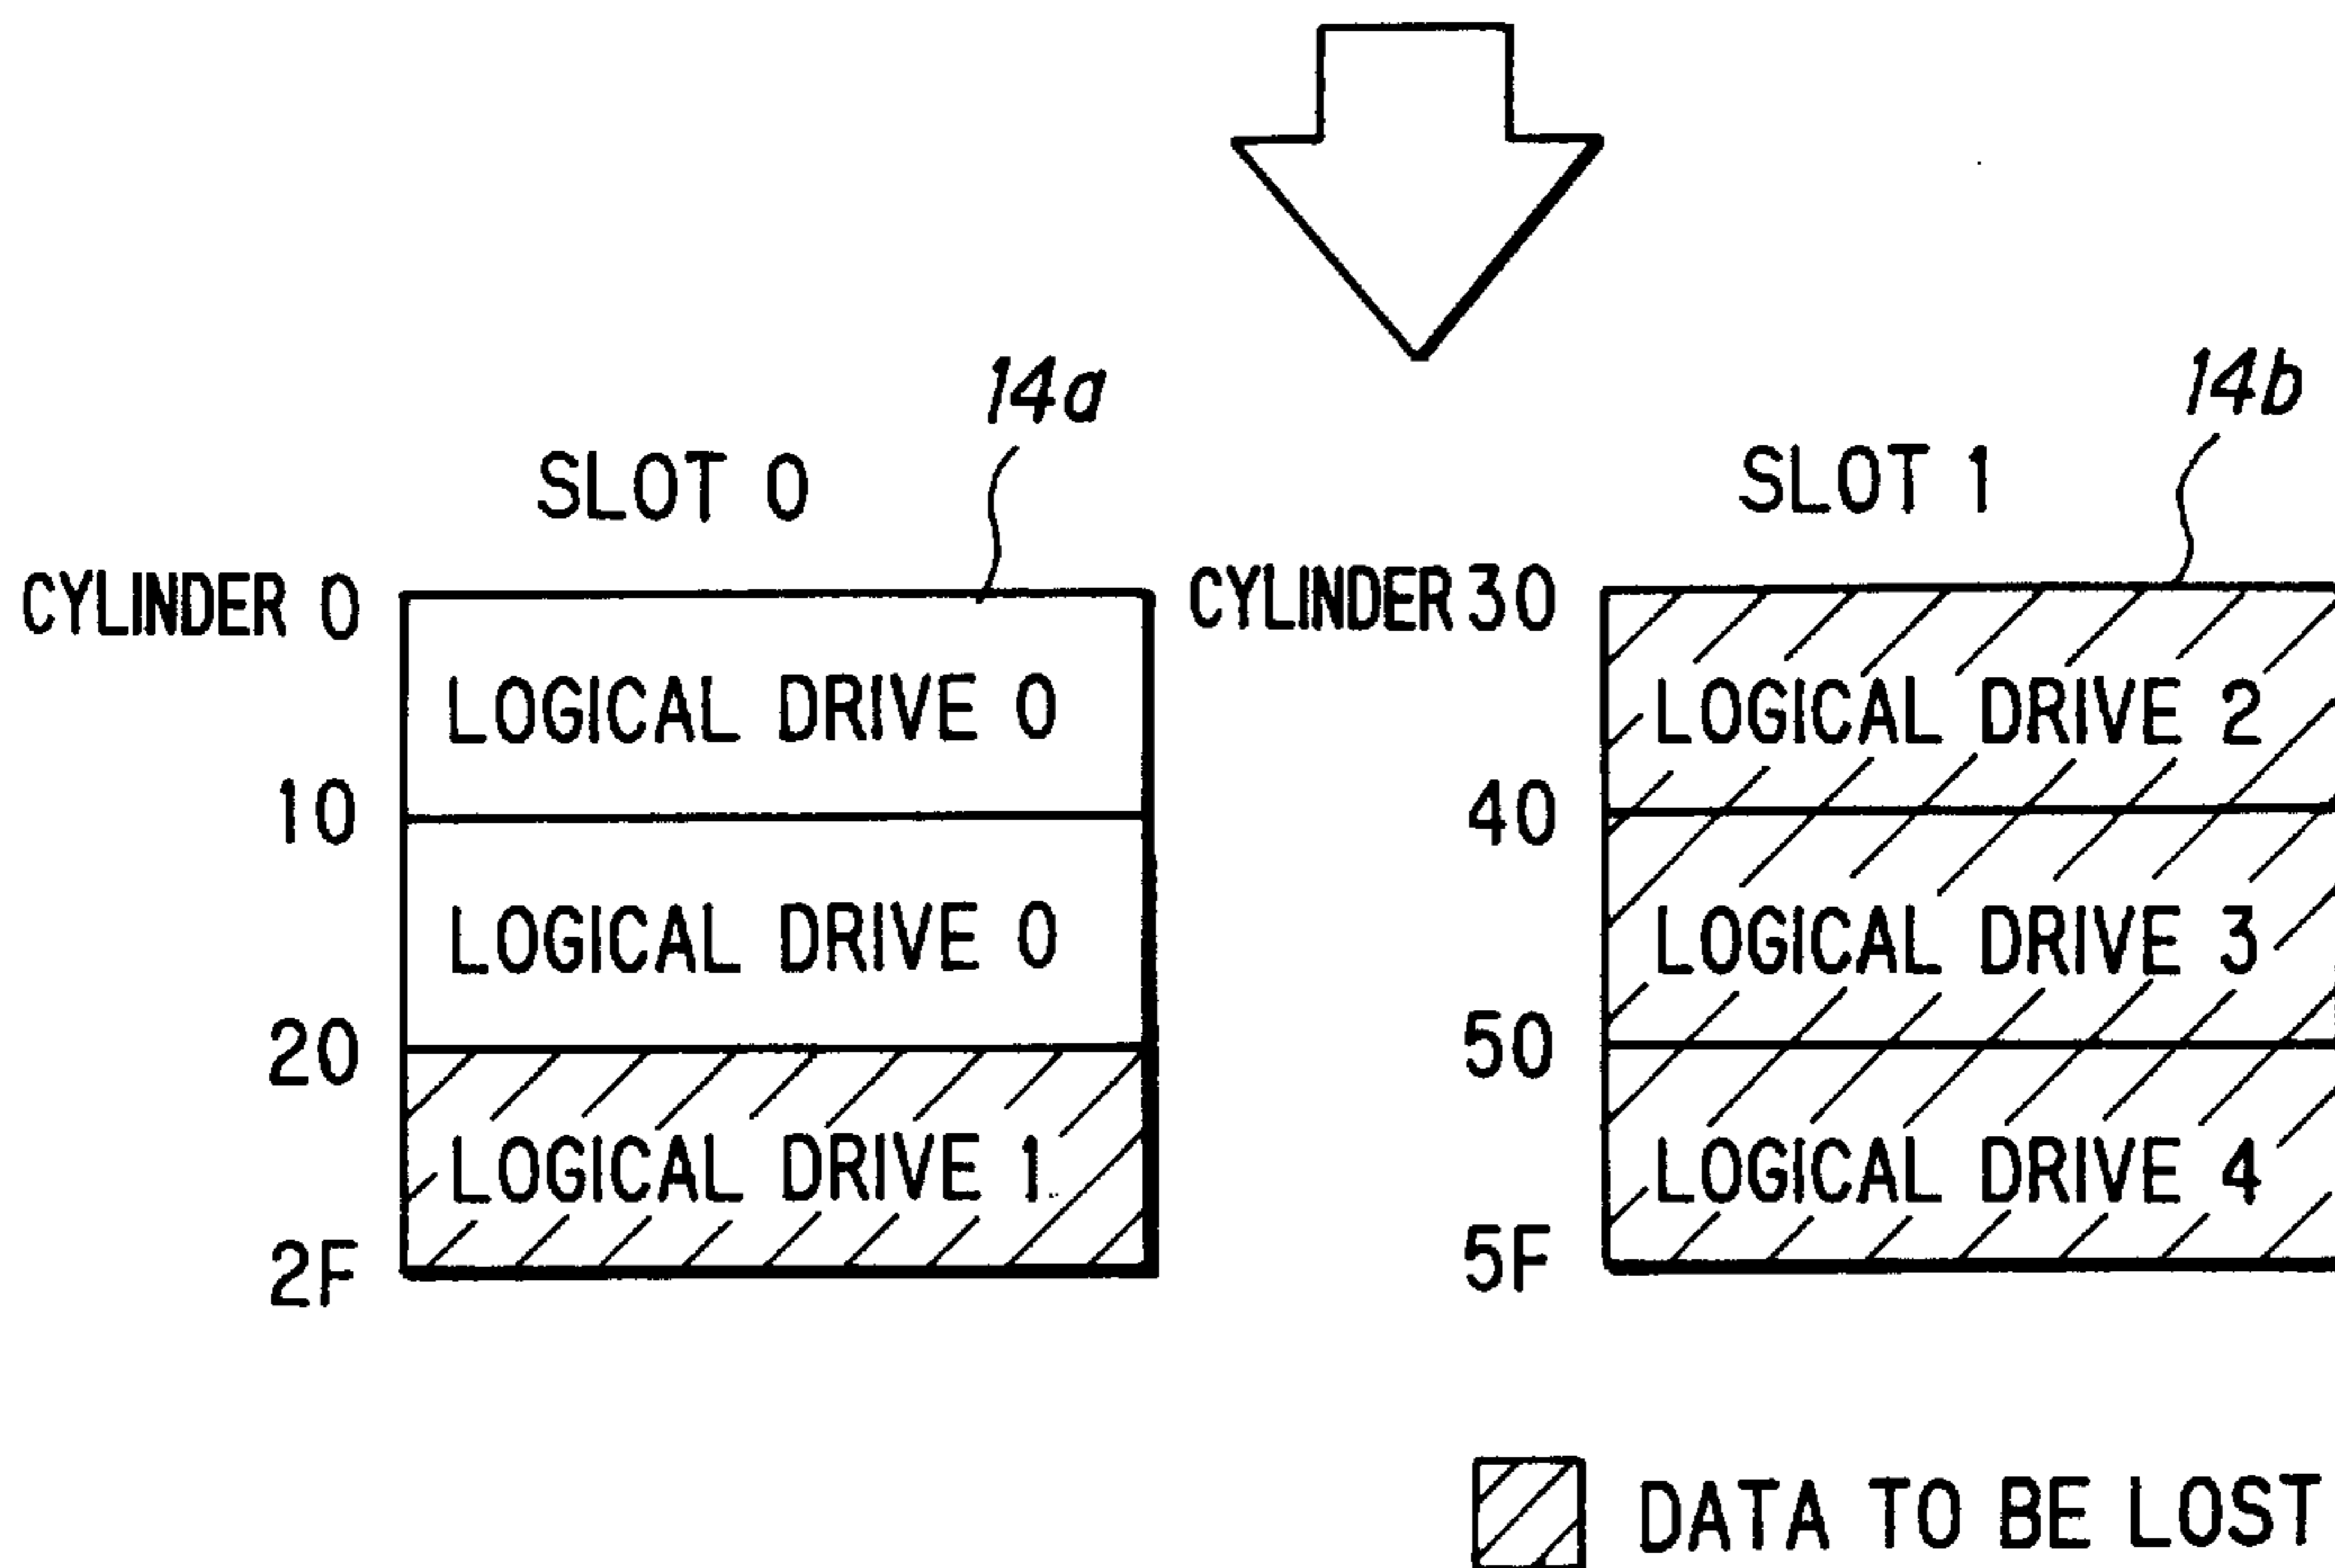 14a
SLOT 0
CYLINDER 0
LOGICAL DRIVE 0
10
LOGICAL DRIVE 0
20
LOGICAL DRIVE 1
2F
14b
SLOT 1
CYLINDER 30
LOGICAL DRIVE 2
40
LOGICAL DRIVE 3
50
LOGICAL DRIVE 4
5F
DATA TO BE LOST